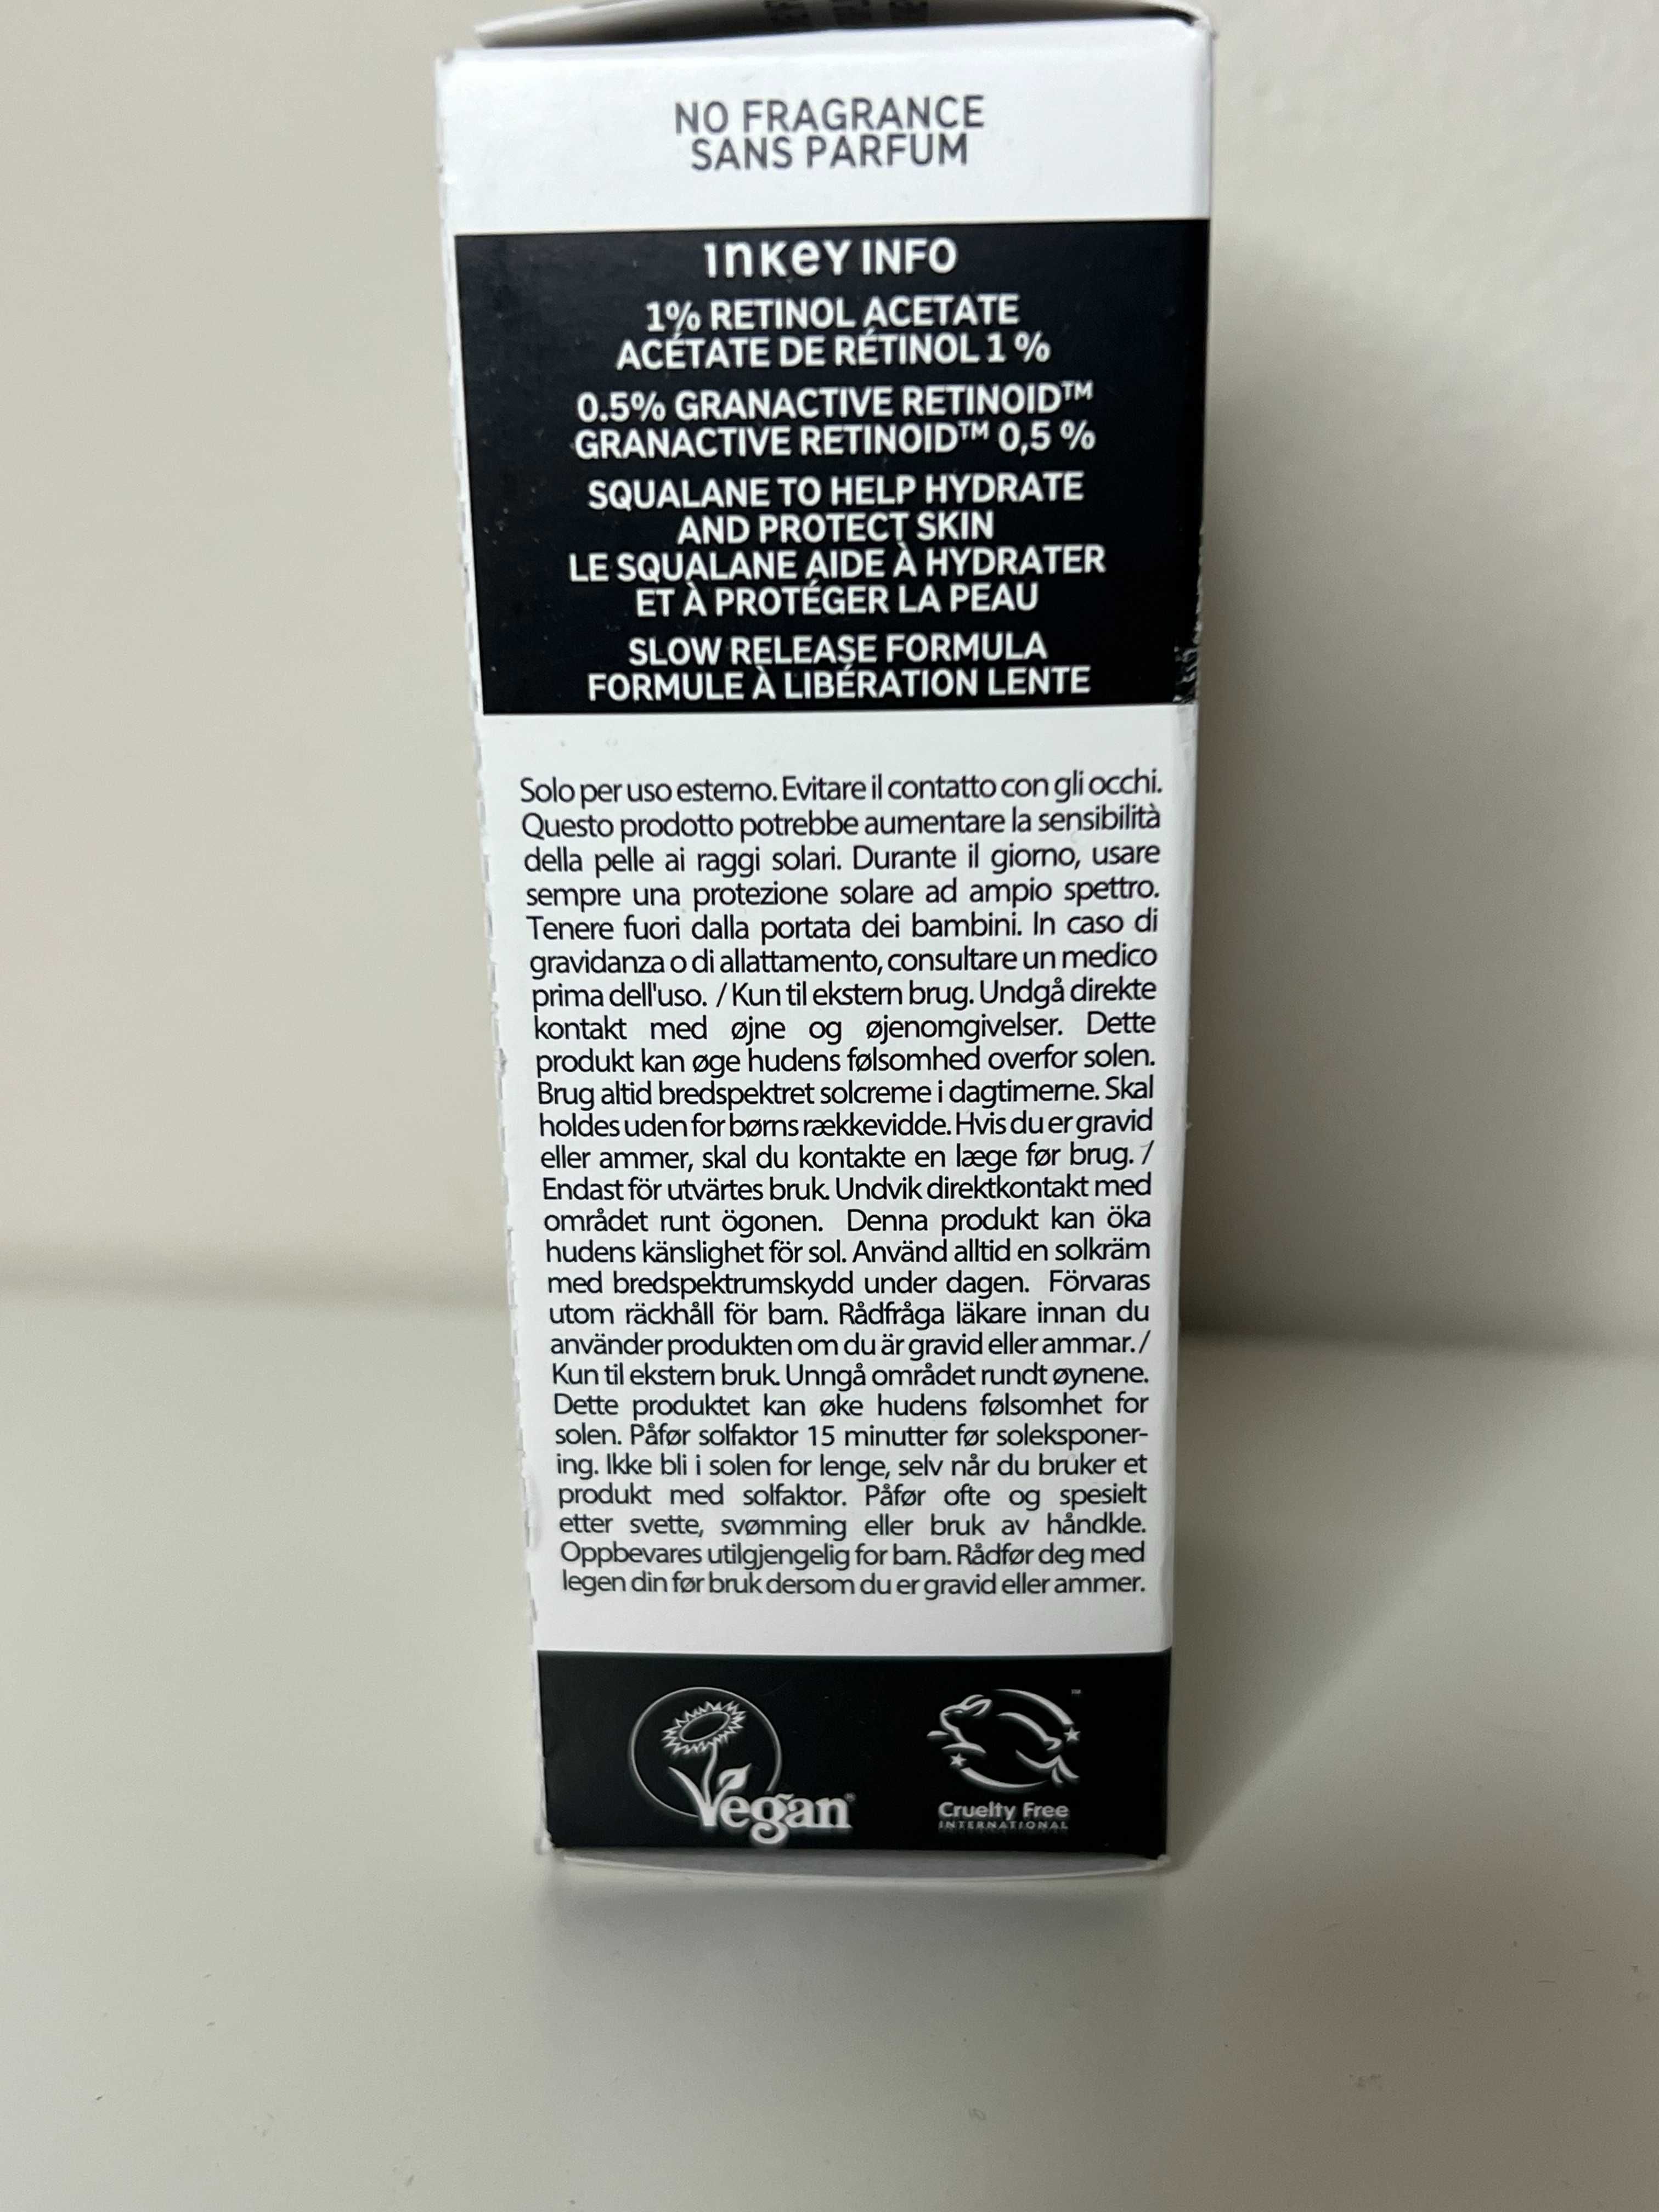 NO FRAGRANCE
SANS PARFUM
INKEY INFO
1% RETINOL ACETATE
ACÉTATE DE RÉTINOL 1 %
0.5% GRANACTIVE RETINOID™
GRANACTIVE RETINOID™ 0,5 %
SQUALANE TO HELP HYDRATE
AND PROTECT SKIN
LE SQUALANE AIDE À HYDRATER
ET À PROTÉGER LA PEAU
SLOW RELEASE FORMULA
FORMULE À LIBÉRATION LENTE
Solo per uso esterno. Evitare il contatto con gli occhi.
Questo prodotto potrebbe aumentare la sensibilità
della pelle ai raggi solari. Durante il giorno, usare
sempre una protezione solare ad ampio spettro.
Tenere fuori dalla portata dei bambini. In caso di
gravidanza o di allattamento, consultare un medico
prima dell'uso. / Kun til ekstern brug. Undgå direkte
kontakt med øjne og øjenomgivelser. Dette
produkt kan øge hudens følsomhed overfor solen.
Brug altid bredspektret solcreme i dagtimerne. Skal
holdes uden for børns rækkevidde. Hvis du er gravid
eller ammer, skal du kontakte en læge før brug. /
Endast för utvärtes bruk. Undvik direktkontakt med
området runt ögonen. Denna produkt kan öka
hudens känslighet för sol. Använd alltid en solkräm
med bredspektrumskydd under dagen. Förvaras
utom räckhåll för barn. Rådfråga läkare innan du
använder produkten om du är gravid eller ammar. /
Kun til ekstern bruk. Unngå området rundt øynene.
Dette produktet kan øke hudens følsomhet for
solen. Påfør solfaktor 15 minutter før soleksponer-
ing. Ikke bli i solen for lenge, selv når du bruker et
produkt med solfaktor. Påfør ofte og spesielt
etter svette, svømming eller bruk av håndkle.
Oppbevares utilgjengelig for barn. Rådfør deg med
legen din før bruk dersom du er gravid eller ammer.
Vegan®
TM
Cruelty Free
INTERNATIONAL